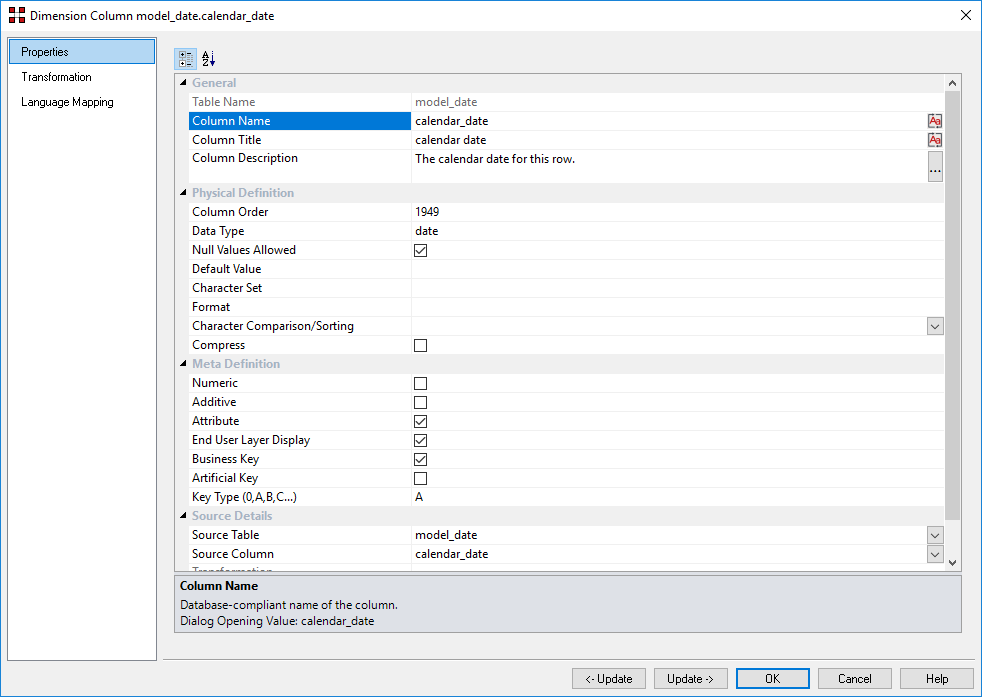 Dimension Column model_date.calendar_date
Properties
Transformation
Language Mapping
General
Table Name model_date
Column Name calendar_date
Column Title calendar date
Column Description The calendar date for this row.
...
Physical Definition
Column Order 1949
Data Type date
Null Values Allowed
Default Value
Character Set
Format
Character Comparison/Sorting
Compress
Meta Definition
Numeric
Additive
Attribute
End User Layer Display
Business Key
Artificial Key
Key Type (0,A,B,C...) A
Source Details
Source Table model_date
Source Column calendar_date
Transformation
Column Name
Database-compliant name of the column.
Dialog Opening Value: calendar_date
<- Update Update -> OK Cancel Help